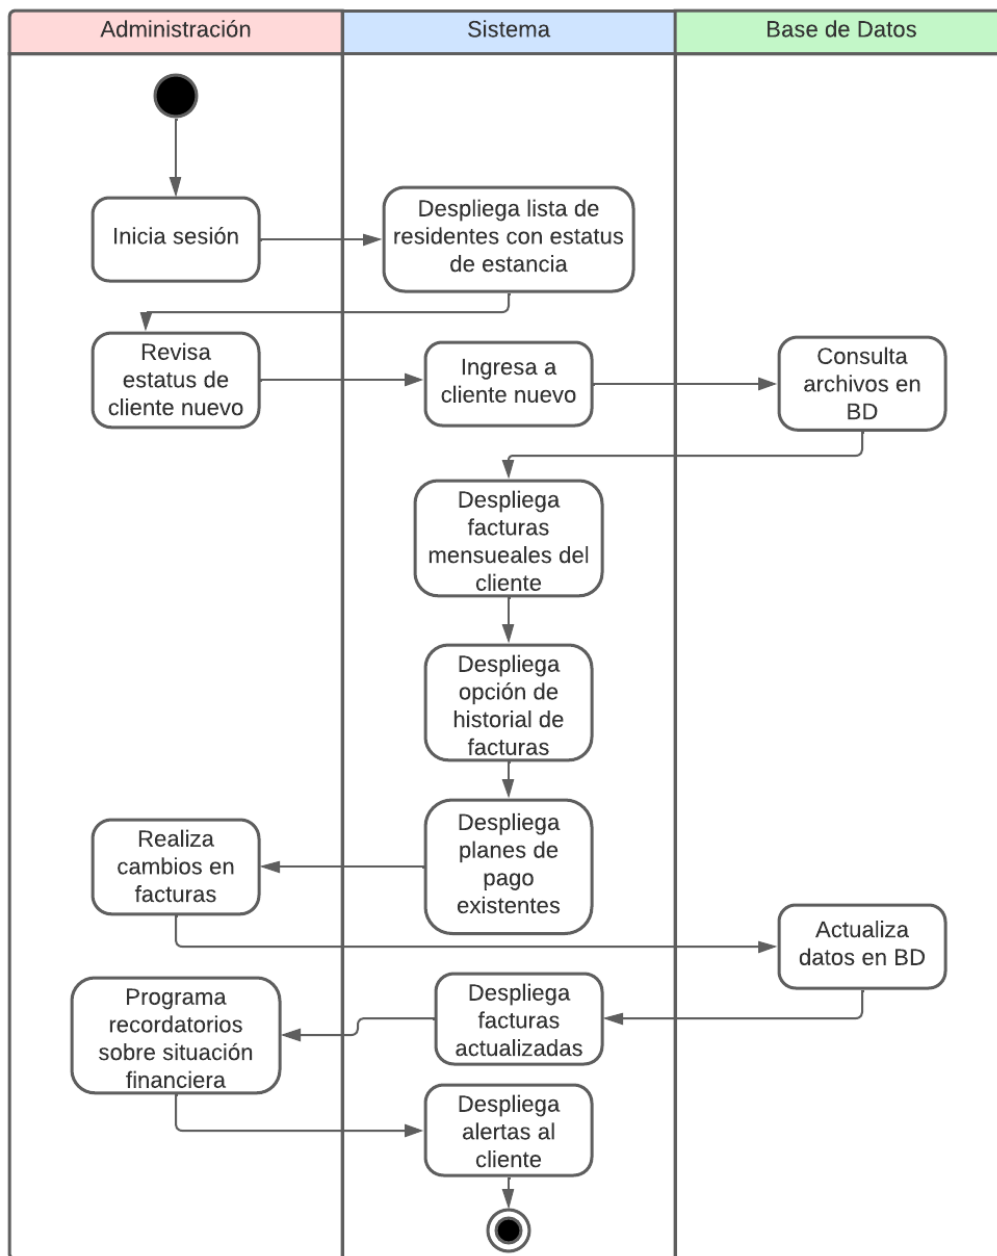 Administración
Sistema
Base de Datos
Inicia sesión
Despliega lista de
residentes con estatus
de estancia
Revisa
estatus de
cliente nuevo
Ingresa a
cliente nuevo
Consulta
archivos en
BD
Despliega
facturas
mensueales del
cliente
Despliega
opción de
historial de
facturas
Despliega
planes de
pago
existentes
Realiza
cambios en
facturas
Actualiza
datos en BD
Despliega
facturas
actualizadas
Programa
recordatorios
sobre situación
financiera
Despliega
alertas al
cliente